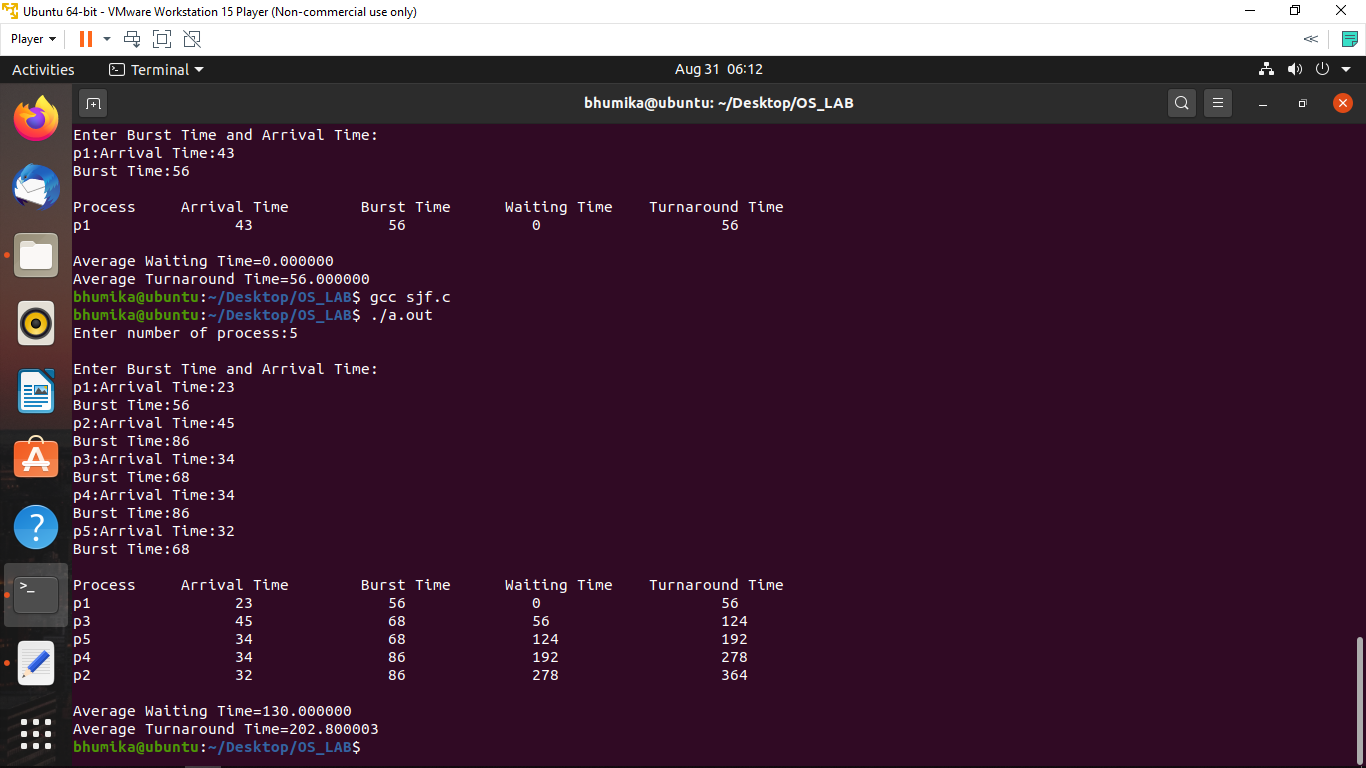 Ubuntu 64-bit - VMware Workstation 15 Player (Non-commercial use only)
Player
Activities Terminal Aug 31 06:12
bhumika@ubuntu: ~/Desktop/OS_LAB
Enter Burst Time and Arrival Time:
p1:Arrival Time:43
Burst Time:56
Process Arrival Time Burst Time Waiting Time Turnaround Time
p1 43 56 0 56
Average Waiting Time=0.000000
Average Turnaround Time=56.000000
bhumika@ubuntu:~/Desktop/OS_LAB$ gcc sjf.c
bhumika@ubuntu:~/Desktop/OS_LAB$ ./a.out
Enter number of process:5
Enter Burst Time and Arrival Time:
p1:Arrival Time:23
Burst Time:56
p2:Arrival Time:45
Burst Time:86
p3:Arrival Time:34
Burst Time:68
p4:Arrival Time:34
Burst Time:86
p5:Arrival Time:32
Burst Time:68
Process Arrival Time Burst Time Waiting Time Turnaround Time
p1 23 56 0 56
p3 45 68 56 124
p5 34 68 124 192
p4 34 86 192 278
p2 32 86 278 364
Average Waiting Time=130.000000
Average Turnaround Time=202.800003
bhumika@ubuntu:~/Desktop/OS_LAB$